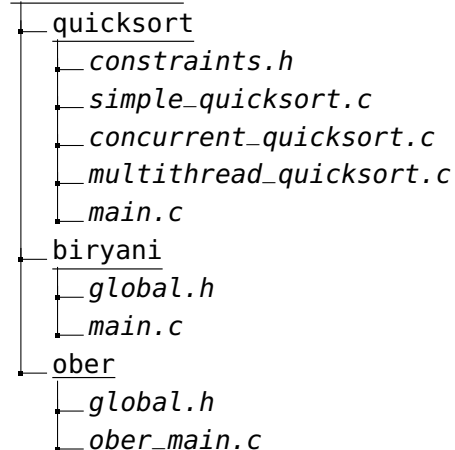 quicksort
constraints.h
simple_quicksort.c
concurrent_quicksort.c
multithread_quicksort.c
main.c
biryani
global.h
main.c
ober
global.h
ober_main.c